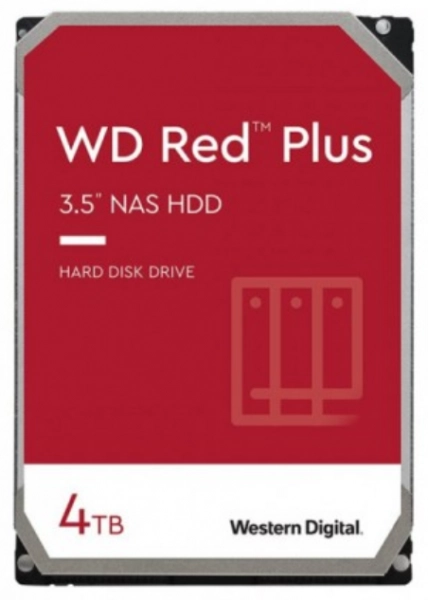 WD Red™ Plus
3.5" NAS HDD
HARD DISK DRIVE
4TB
Western Digital.